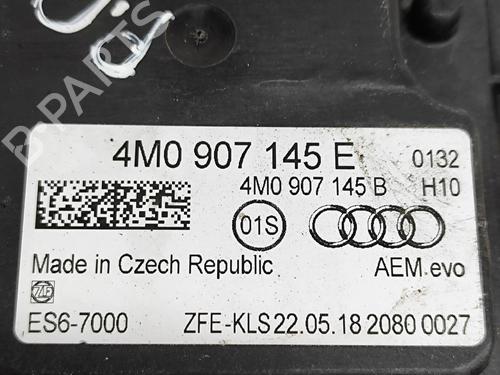 B-PARTS
4M0 907 145 E 0132
4M0 907 145 B H10
01S
Made in Czech Republic AEM evo
ES6-7000 ZFE-KLS 22.05.18 2080 0027